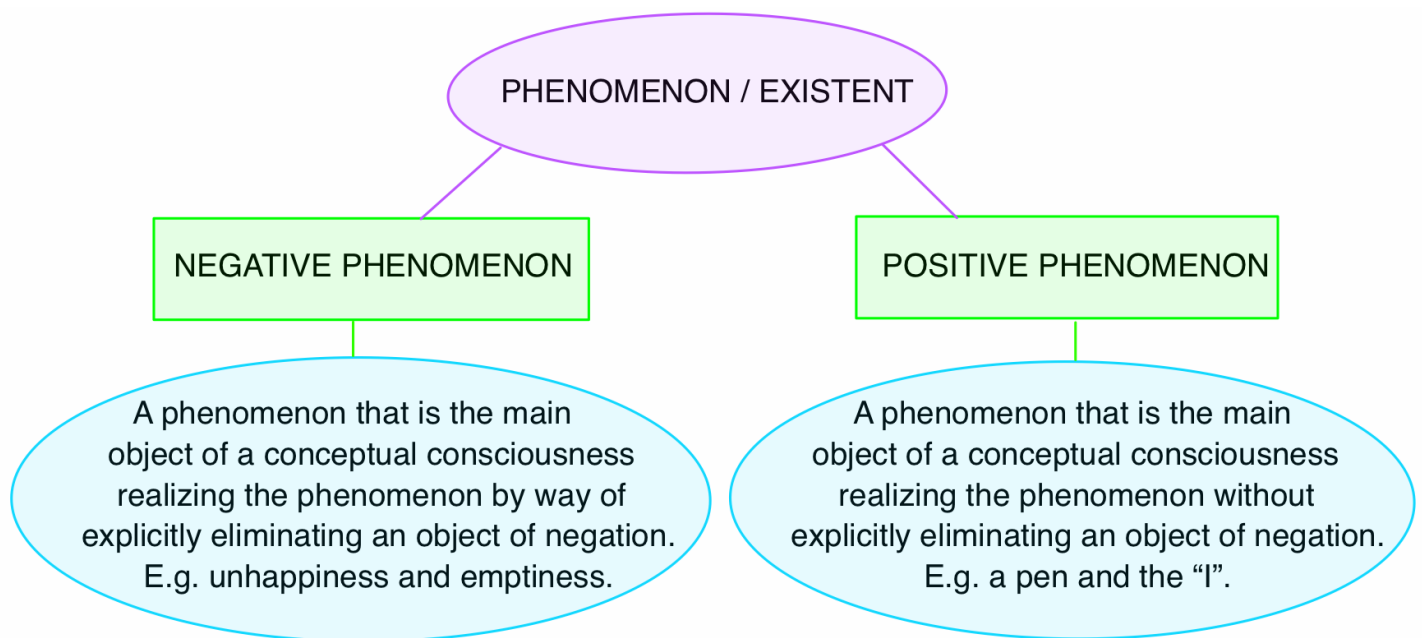 PHENOMENON / EXISTENT
NEGATIVE PHENOMENON
POSITIVE PHENOMENON
A phenomenon that is the main
object of a conceptual consciousness
realizing the phenomenon by way of
explicitly eliminating an object of negation.
E.g. unhappiness and emptiness.
A phenomenon that is the main
object of a conceptual consciousness
realizing the phenomenon without
explicitly eliminating an object of negation.
E.g. a pen and the “I”.